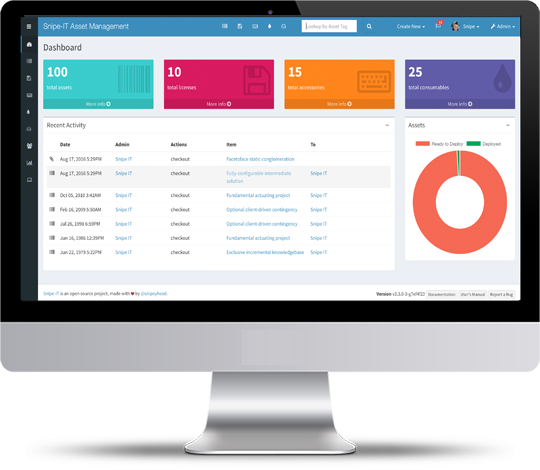 Snipe-IT Asset Management
Lookup By Asset Tag
Create New
Snipe
Admin
Dashboard
100
total assets
More info
10
total licenses
More info
15
total accessories
More info
25
total consumables
More info
Recent Activity
Date Admin Actions Item To
Aug 17, 2016 5:29PM Snipe IT checkout Facetoface static conglomeration
Aug 17, 2016 5:29PM Snipe IT checkout Fully-configurable intermediate solution Snipe IT
Oct 05, 2010 3:42AM Snipe IT checkout Fundamental actuating project Snipe IT
Feb 16, 2009 5:50AM Snipe IT checkout Optional client-driven contingency Snipe IT
Jul 26, 1998 6:59PM Snipe IT checkout Optional client-driven contingency Snipe IT
Jun 16, 1986 12:39PM Snipe IT checkout Fundamental actuating project Snipe IT
Jan 22, 1979 5:22PM Snipe IT checkout Exclusive incremental knowledgebase Snipe IT
Assets
Ready to Deploy Deployed
Snipe IT is an open source project, made with ♥ by @snipeyhead.
Version
Documentation
User's Manual
Report a Bug